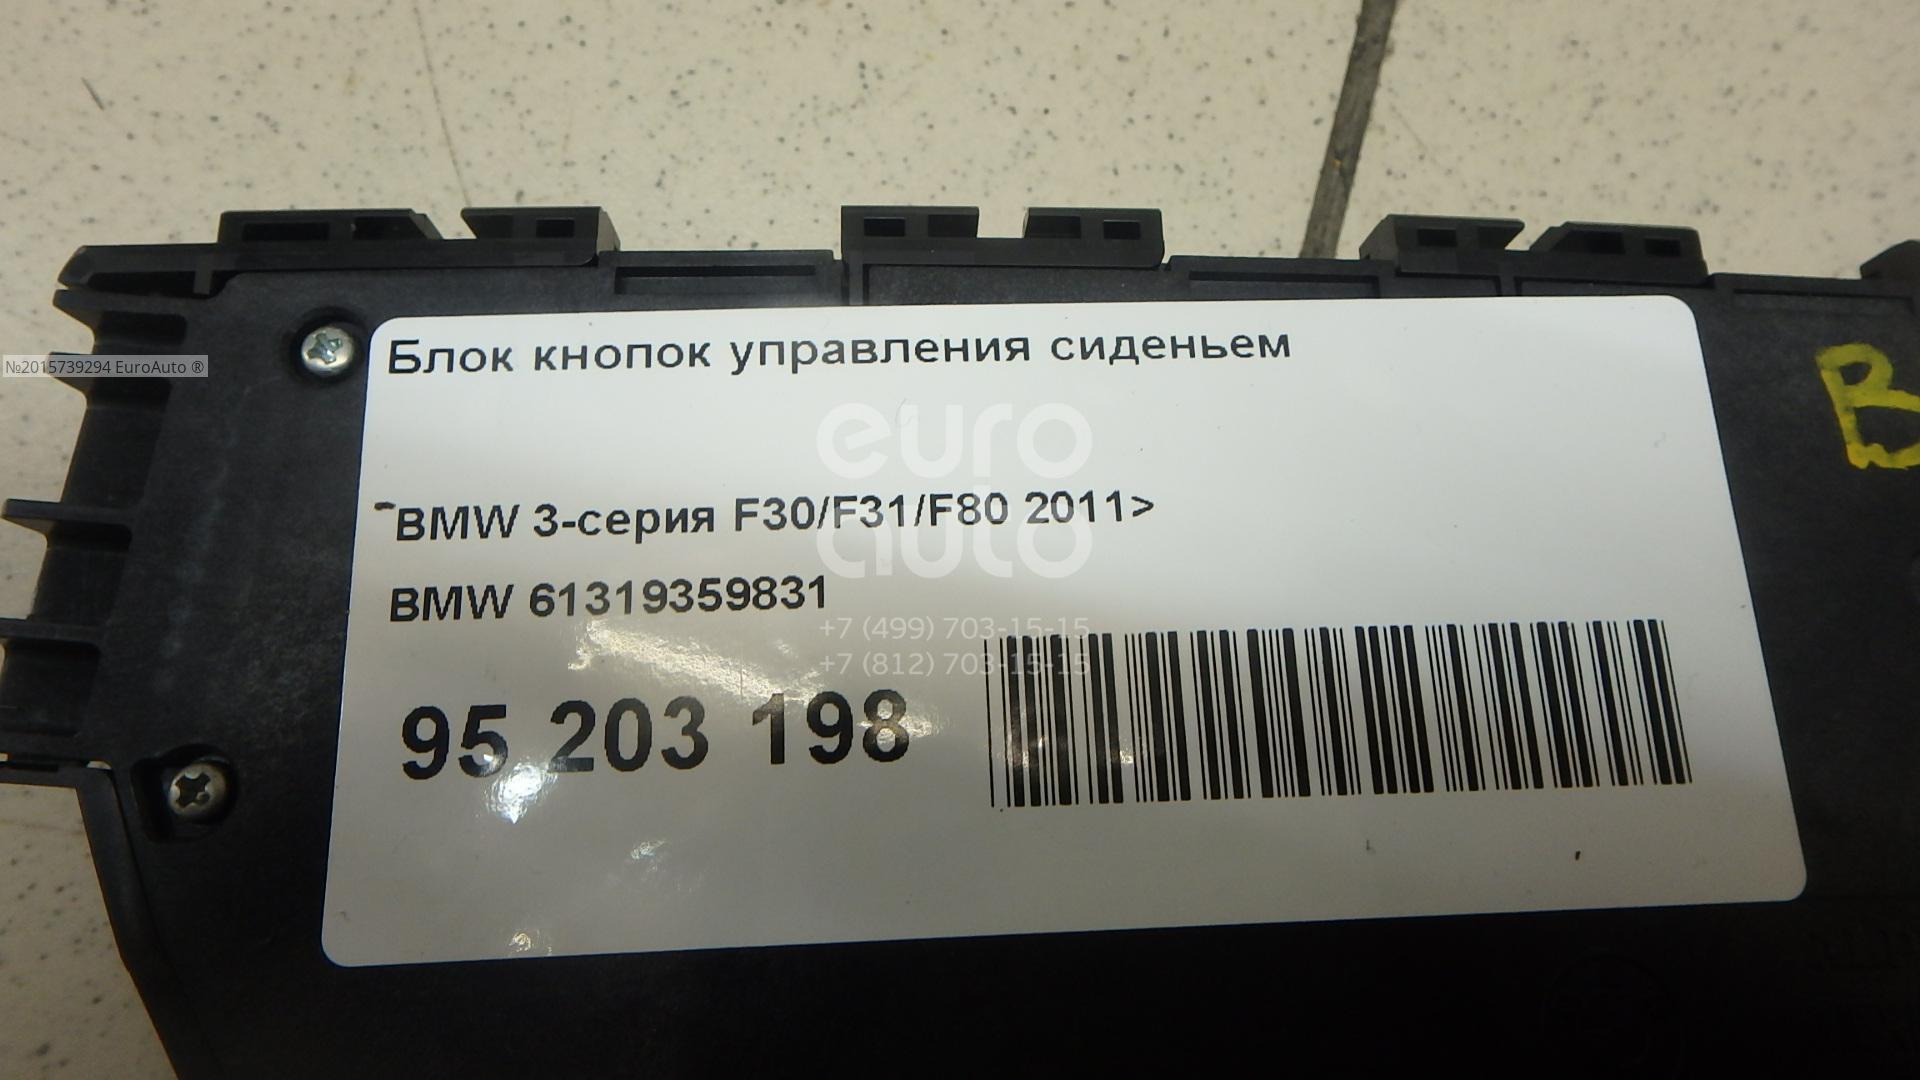 №2015739294 EuroAuto ®
Блок кнопок управления сиденьем
euro
auto
BMW 3-серия F30/F31/F80 2011>
BMW 61319359831
+7 (499) 703-15-15
+7 (812) 703-15-15
95 203 198
B